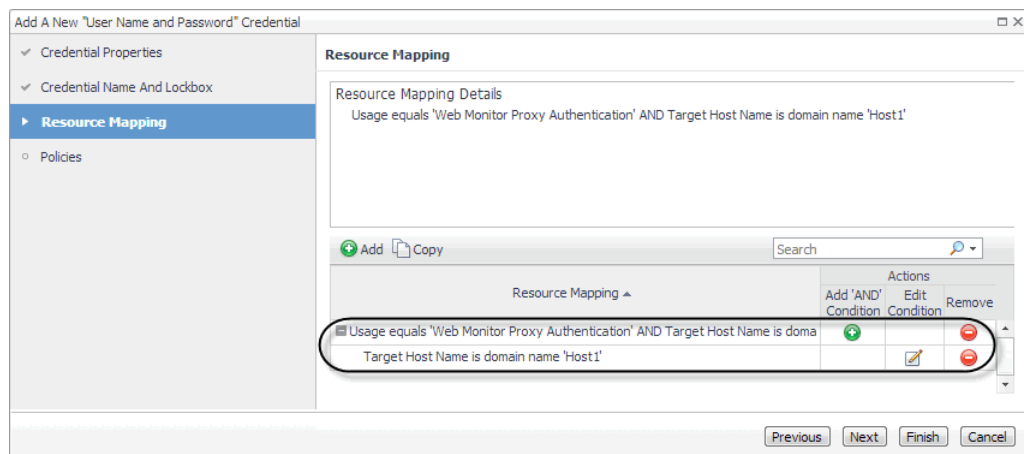 Add A New "User Name and Password" Credential
Credential Properties
Credential Name And Lockbox
Resource Mapping
Policies
Resource Mapping
Resource Mapping Details
Usage equals 'Web Monitor Proxy Authentication' AND Target Host Name is domain name 'Host1'
Add Copy Search
Resource Mapping
Actions
Add 'AND' Condition
Edit Condition
Remove
Usage equals 'Web Monitor Proxy Authentication' AND Target Host Name is doma
Target Host Name is domain name 'Host1'
Previous Next Finish Cancel